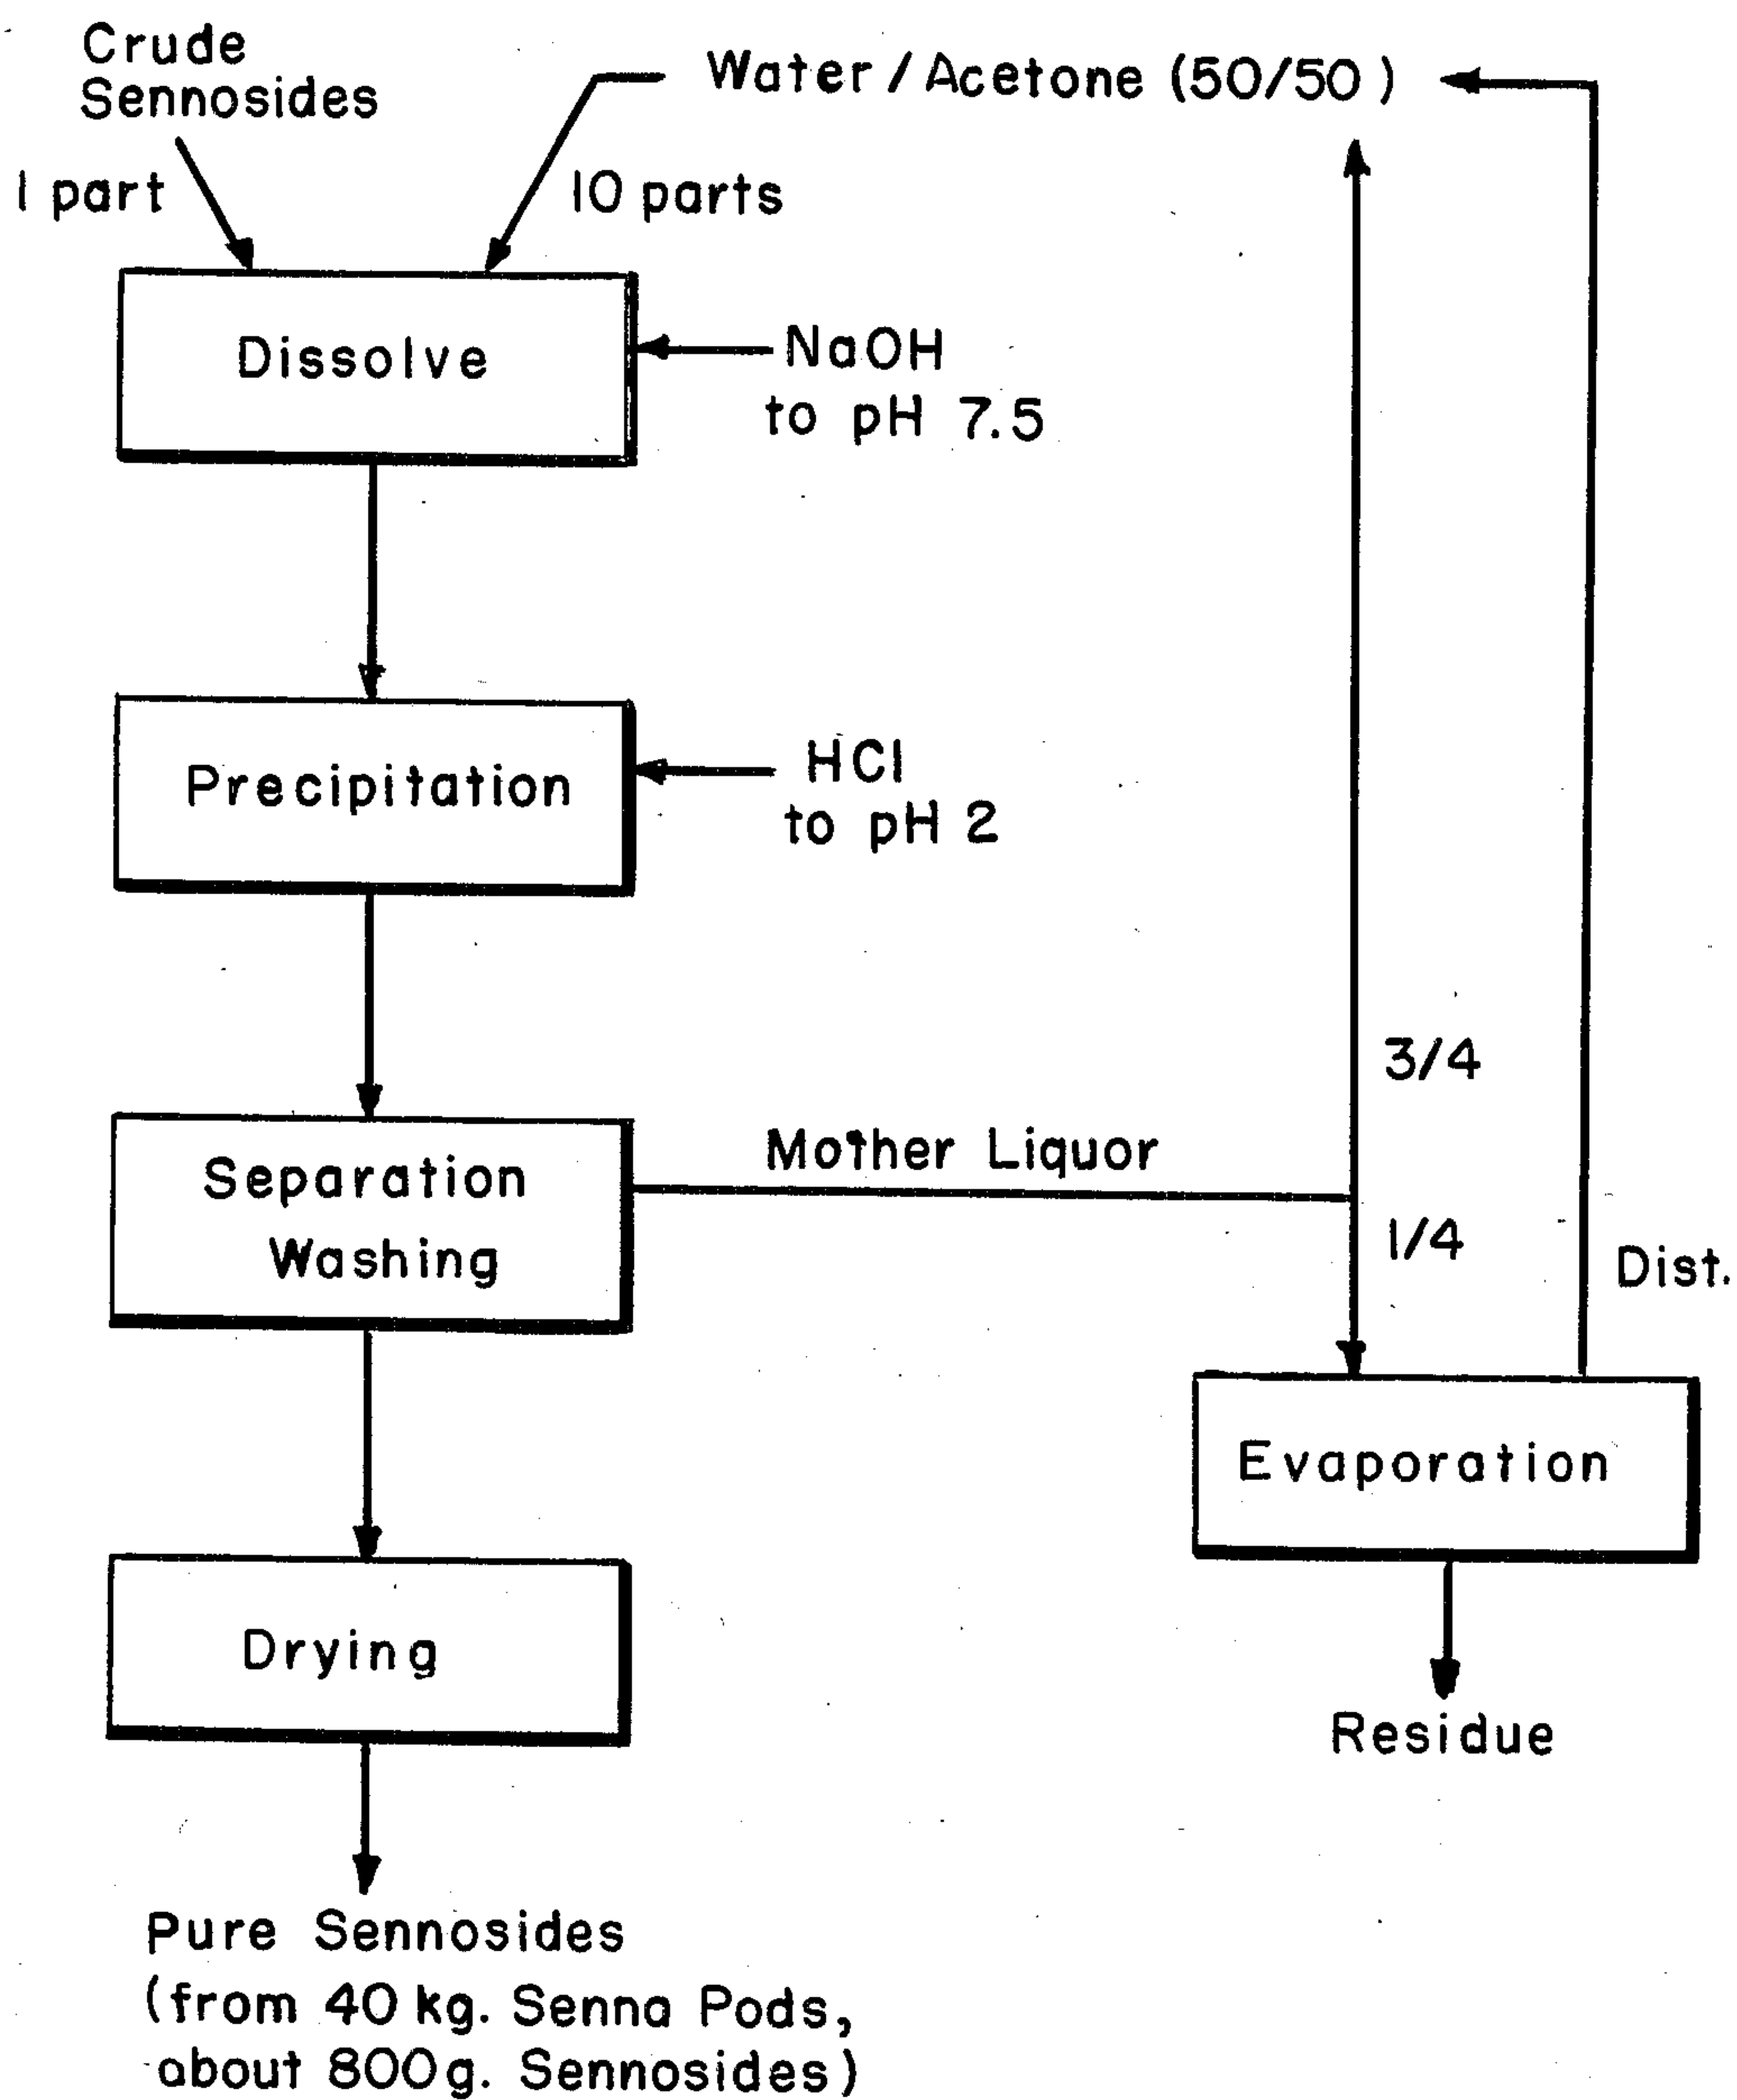 Crude
Sennosides
Water / Acetone (50/50)
1 part
10 parts
Dissolve
NaOH
to pH 7.5
Precipitation
HCl
to pH 2
3/4
Separation
Washing
Mother Liquor
1/4
Dist.
Evaporation
Drying
Residue
Pure Sennosides
(from 40 kg. Senna Pods,
about 800g. Sennosides)